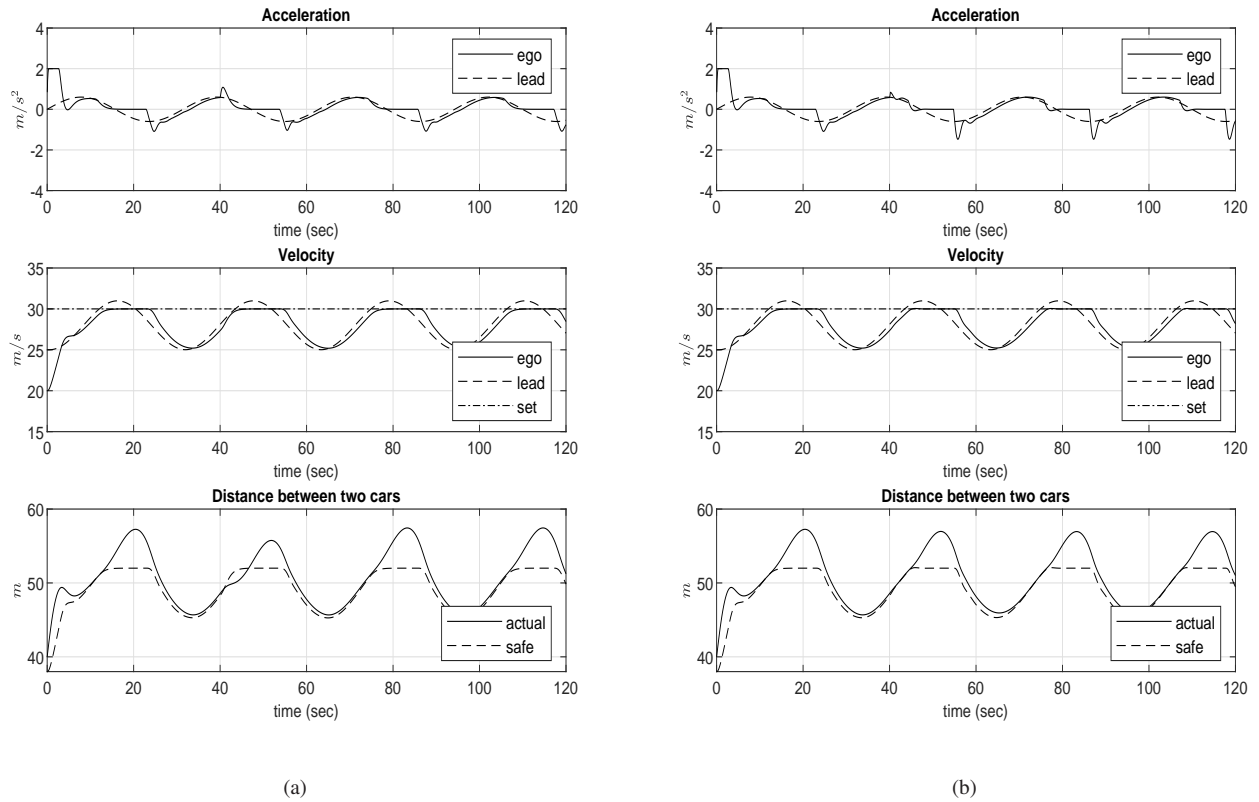 Acceleration
4
2
0
-2
-4
m/s²
ego
lead
0 20 40 60 80 100 120
time (sec)
Velocity
35
30
25
20
15
m/s
ego
lead
set
0 20 40 60 80 100 120
time (sec)
Distance between two cars
60
50
40
m
actual
safe
0 20 40 60 80 100 120
time (sec)
(a)
Acceleration
4
2
0
-2
-4
m/s²
ego
lead
0 20 40 60 80 100 120
time (sec)
Velocity
35
30
25
20
15
m/s
ego
lead
set
0 20 40 60 80 100 120
time (sec)
Distance between two cars
60
50
40
m
actual
safe
0 20 40 60 80 100 120
time (sec)
(b)